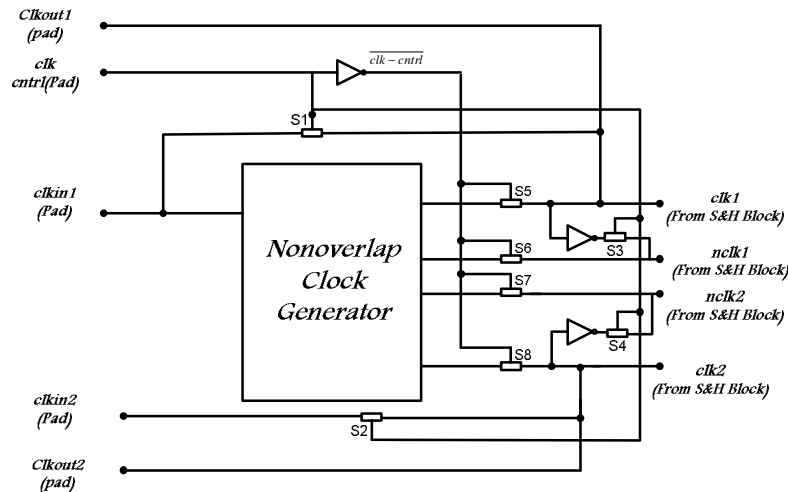 Clkout1
(pad)
clk
cntrl(Pad)
clk - cntrl
S1
clkin1
(Pad)
Nonoverlap
Clock
Generator
S5
clk1
(From S&H Block)
S3
S6
nclk1
(From S&H Block)
S7
nclk2
(From S&H Block)
S4
S8
clk2
(From S&H Block)
clkin2
(Pad)
S2
Clkout2
(pad)